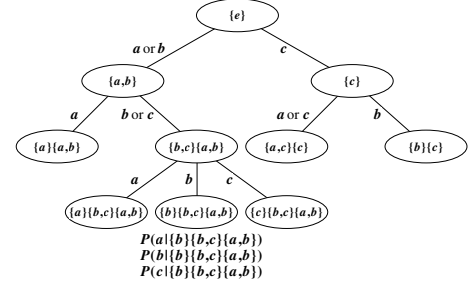 {e}
a or b
c
{a,b}
{c}
a
b or c
a or c
b
{a}{a,b}
{b,c}{a,b}
{a,c}{c}
{b}{c}
a
b
c
{a}{b,c}{a,b}
{b}{b,c}{a,b}
{c}{b,c}{a,b}
P(a|{b}{b,c}{a,b})
P(b|{b}{b,c}{a,b})
P(c|{b}{b,c}{a,b})